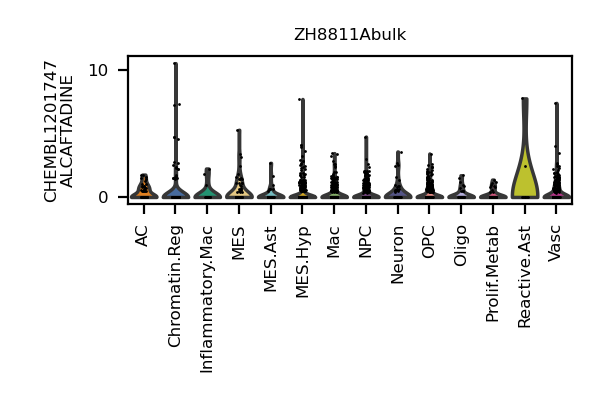 ZH8811Abulk
CHEMBL1201747
ALCAFTADINE
10
0
AC
Chromatin.Reg
Inflammatory.Mac
MES
MES.Ast
MES.Hyp
Mac
NPC
Neuron
OPC
Oligo
Prolif.Metab
Reactive.Ast
Vasc